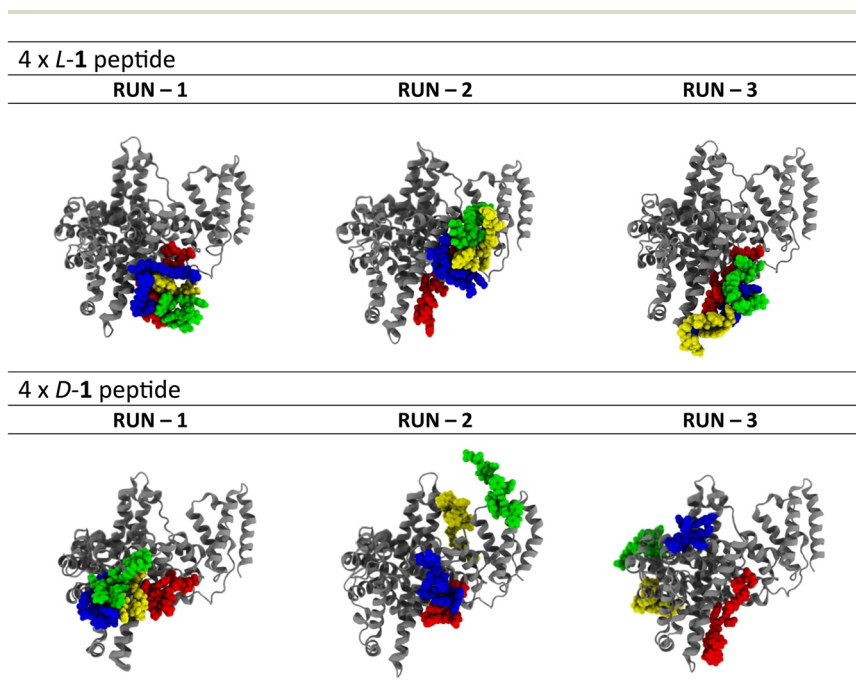 4 x L-1 peptide
RUN – 1 RUN – 2 RUN – 3
4 x D-1 peptide
RUN – 1 RUN – 2 RUN – 3